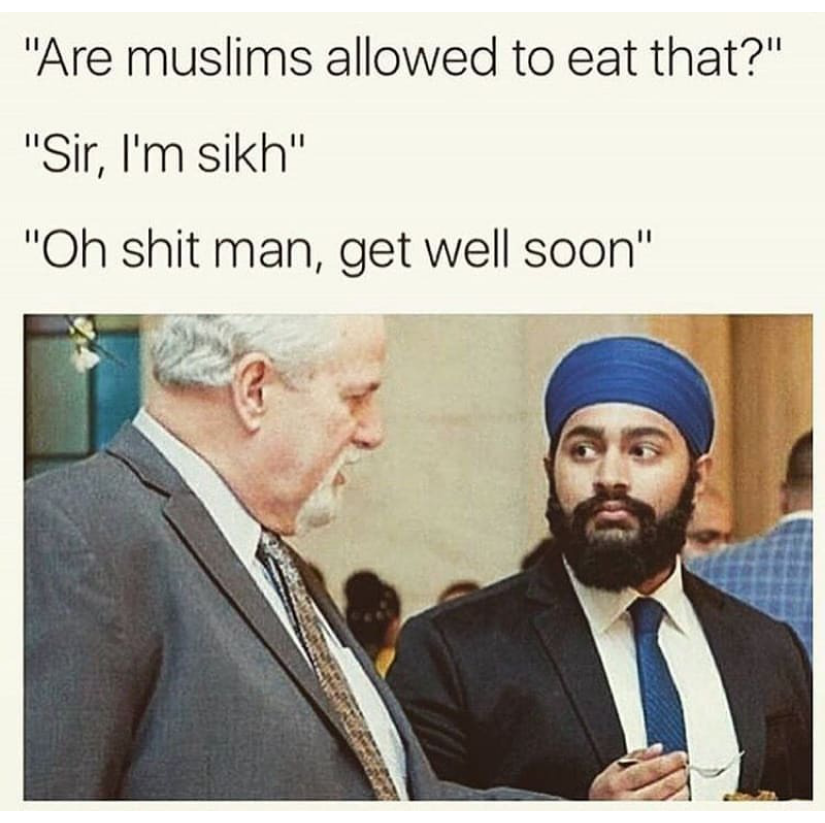 "Are muslims allowed to eat that?"
"Sir, I'm sikh"
"Oh shit man, get well soon"